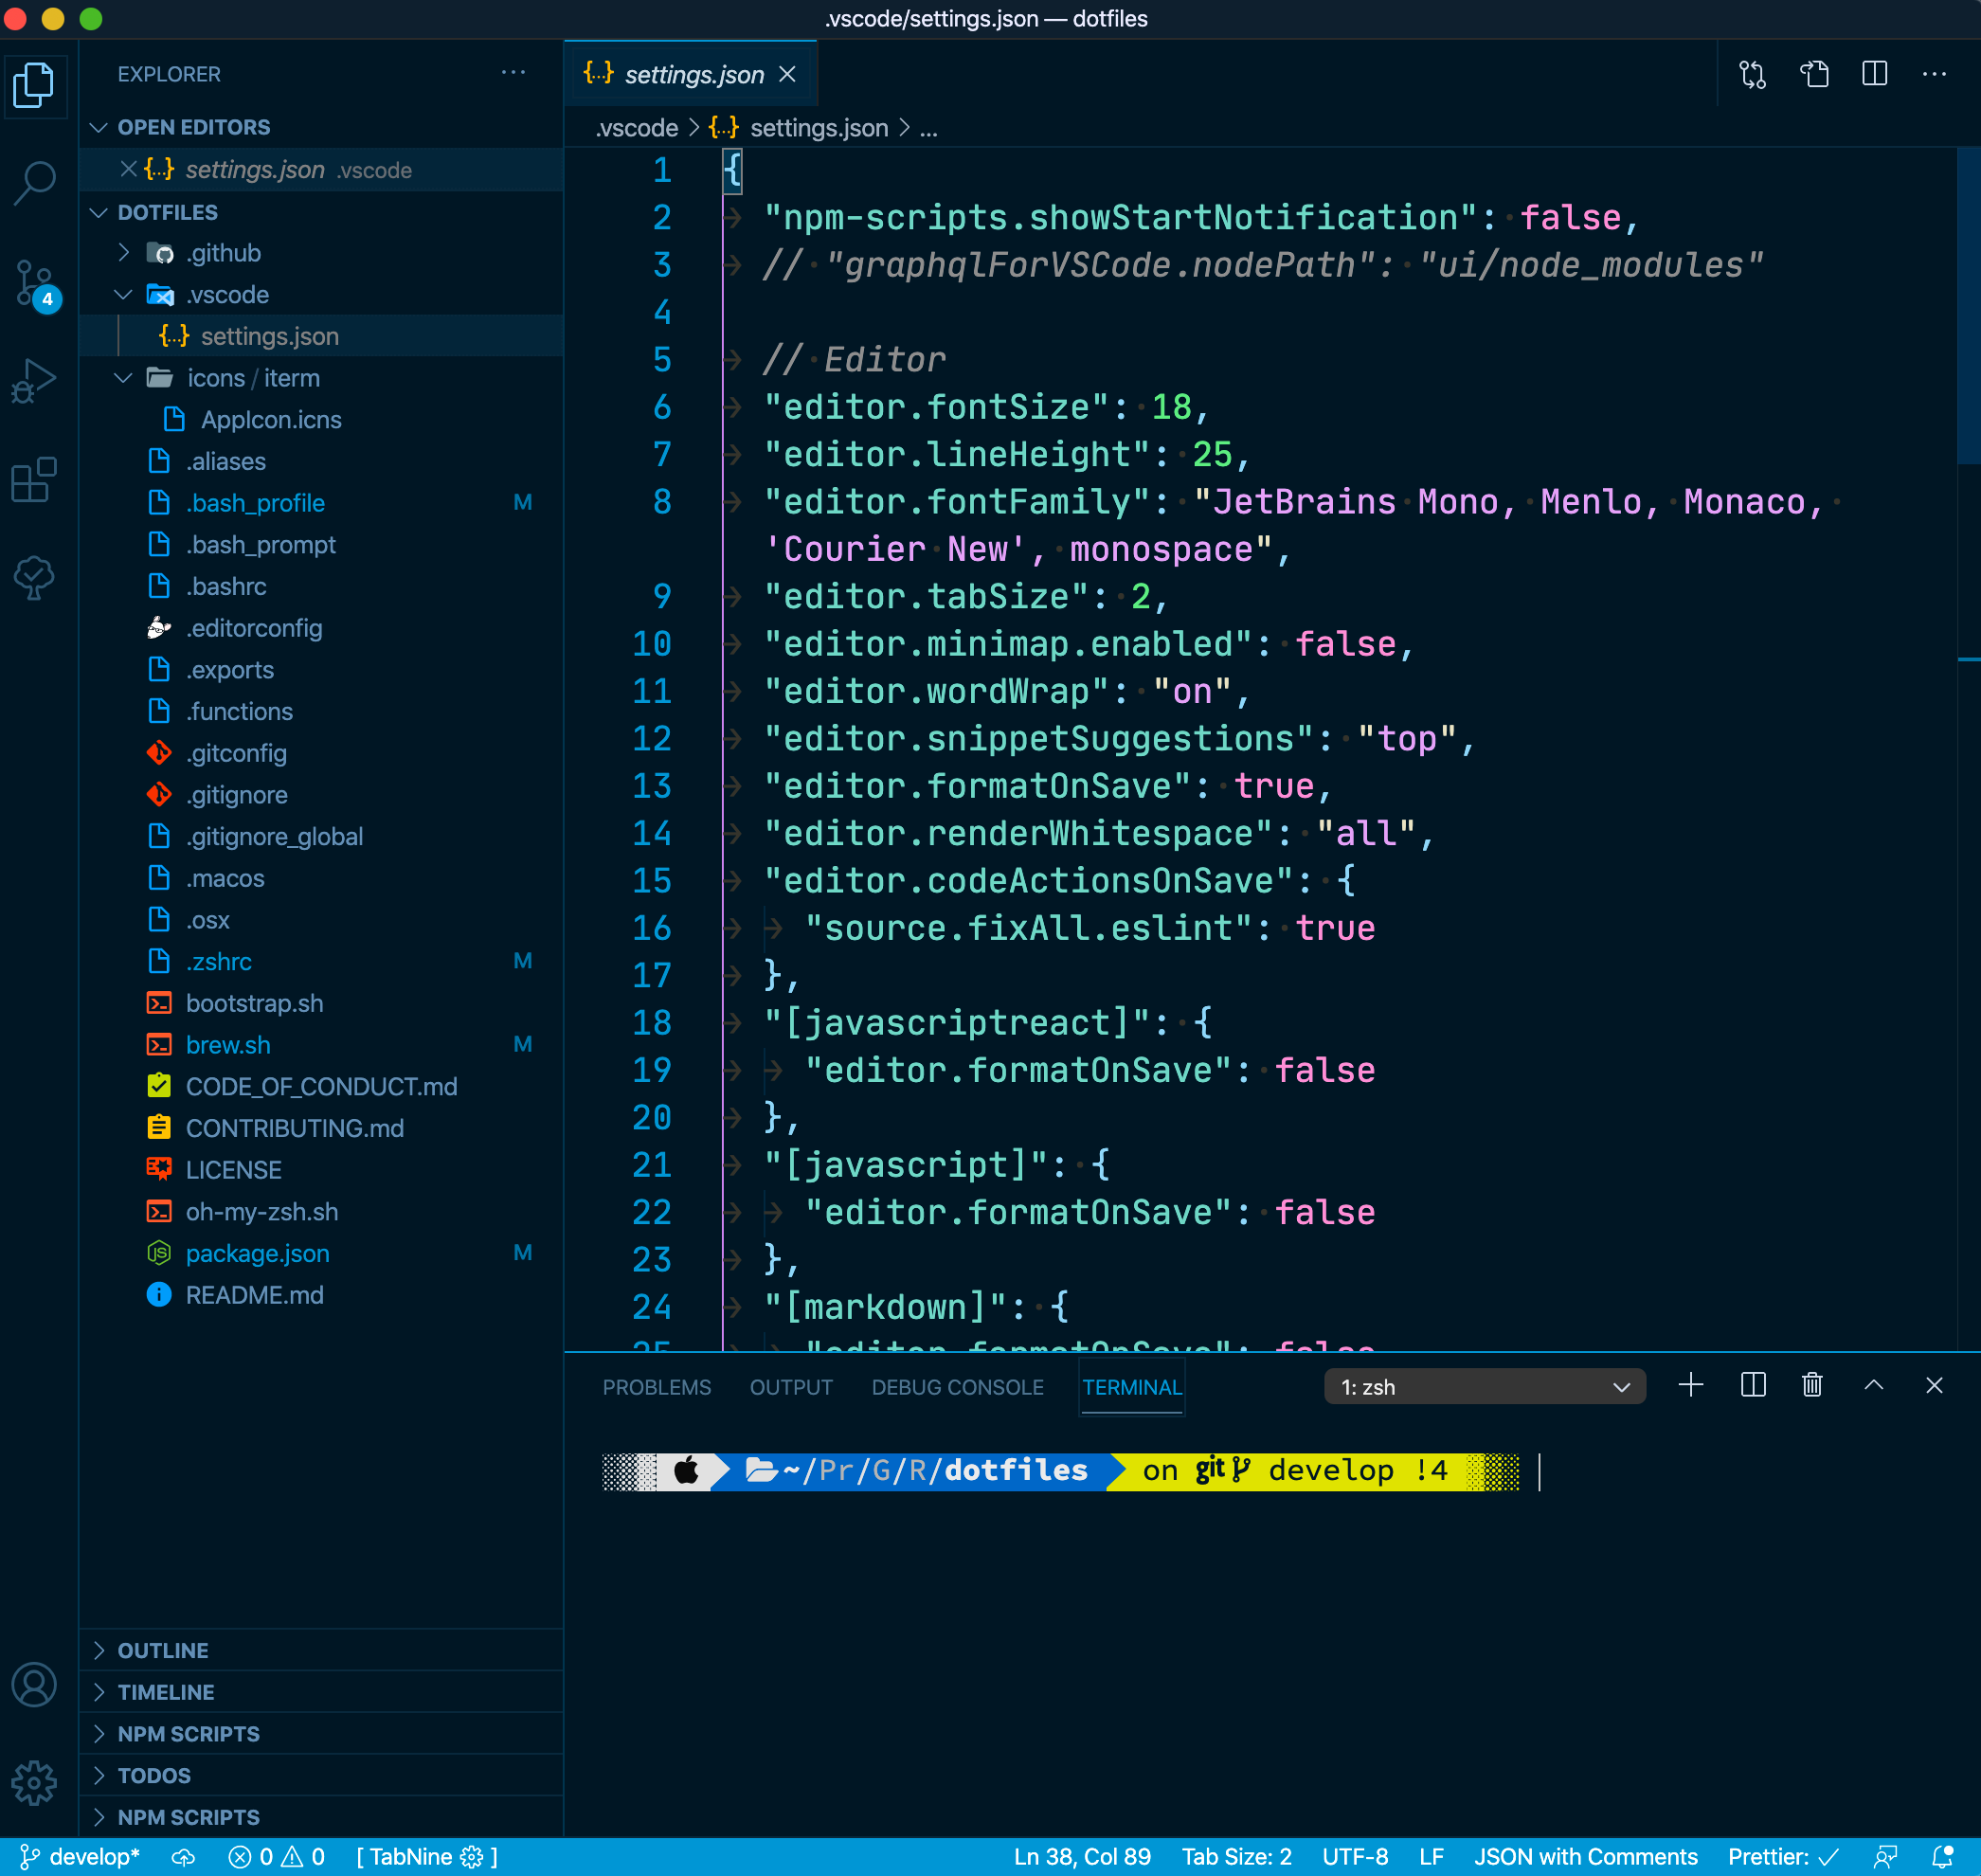 .vscode/settings.json — dotfiles
EXPLORER
OPEN EDITORS
settings.json .vscode
DOTFILES
.github
.vscode
settings.json
icons / iterm
AppIcon.icns
.aliases
.bash_profile M
.bash_prompt
.bashrc
.editorconfig
.exports
.functions
.gitconfig
.gitignore
.gitignore_global
.macos
.osx
.zshrc M
bootstrap.sh
brew.sh M
CODE_OF_CONDUCT.md
CONTRIBUTING.md
LICENSE
oh-my-zsh.sh
package.json M
README.md
OUTLINE
TIMELINE
NPM SCRIPTS
TODOS
NPM SCRIPTS
4
{..} settings.json
.vscode > {..} settings.json > ...
1 {
2 "npm-scripts.showStartNotification": false,
3 // "graphqlForVSCode.nodePath": "ui/node_modules"
4
5 // Editor
6 "editor.fontSize": 18,
7 "editor.lineHeight": 25,
8 "editor.fontFamily": "JetBrains Mono, Menlo, Monaco,
'Courier New', monospace",
9 "editor.tabSize": 2,
10 "editor.minimap.enabled": false,
11 "editor.wordWrap": "on",
12 "editor.snippetSuggestions": "top",
13 "editor.formatOnSave": true,
14 "editor.renderWhitespace": "all",
15 "editor.codeActionsOnSave": {
16 "source.fixAll.eslint": true
17 },
18 "[javascriptreact]": {
19 "editor.formatOnSave": false
20 },
21 "[javascript]": {
22 "editor.formatOnSave": false
23 },
24 "[markdown]": {
25 "editor.formatOnSave": false
PROBLEMS OUTPUT DEBUG CONSOLE TERMINAL 1: zsh
~/Pr/G/R/dotfiles on git develop !4
develop* 0 0 [ TabNine ] Ln 38, Col 89 Tab Size: 2 UTF-8 LF JSON with Comments Prettier: ✓